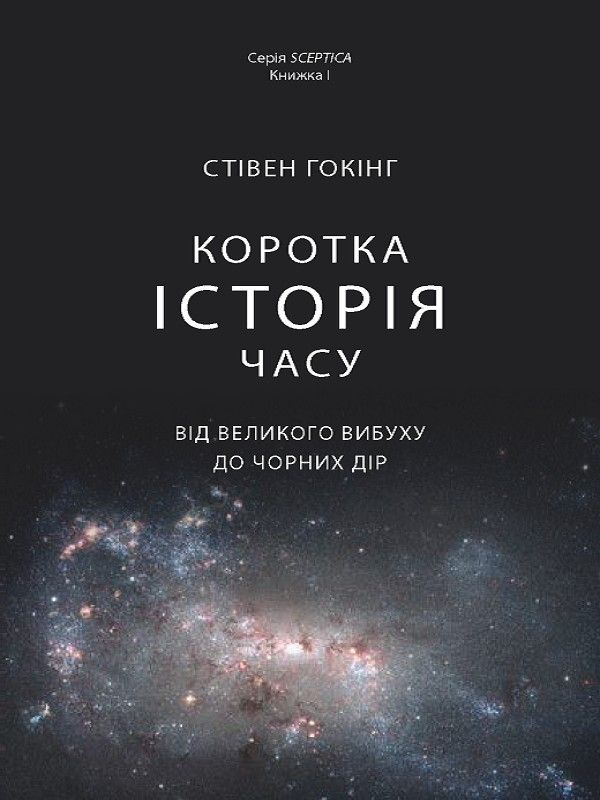 Серія SCEPTICA
Книжка I
СТІВЕН ГОКІНГ
КОРОТКА
ІСТОРІЯ
ЧАСУ
ВІД ВЕЛИКОГО ВИБУХУ
ДО ЧОРНИХ ДІР